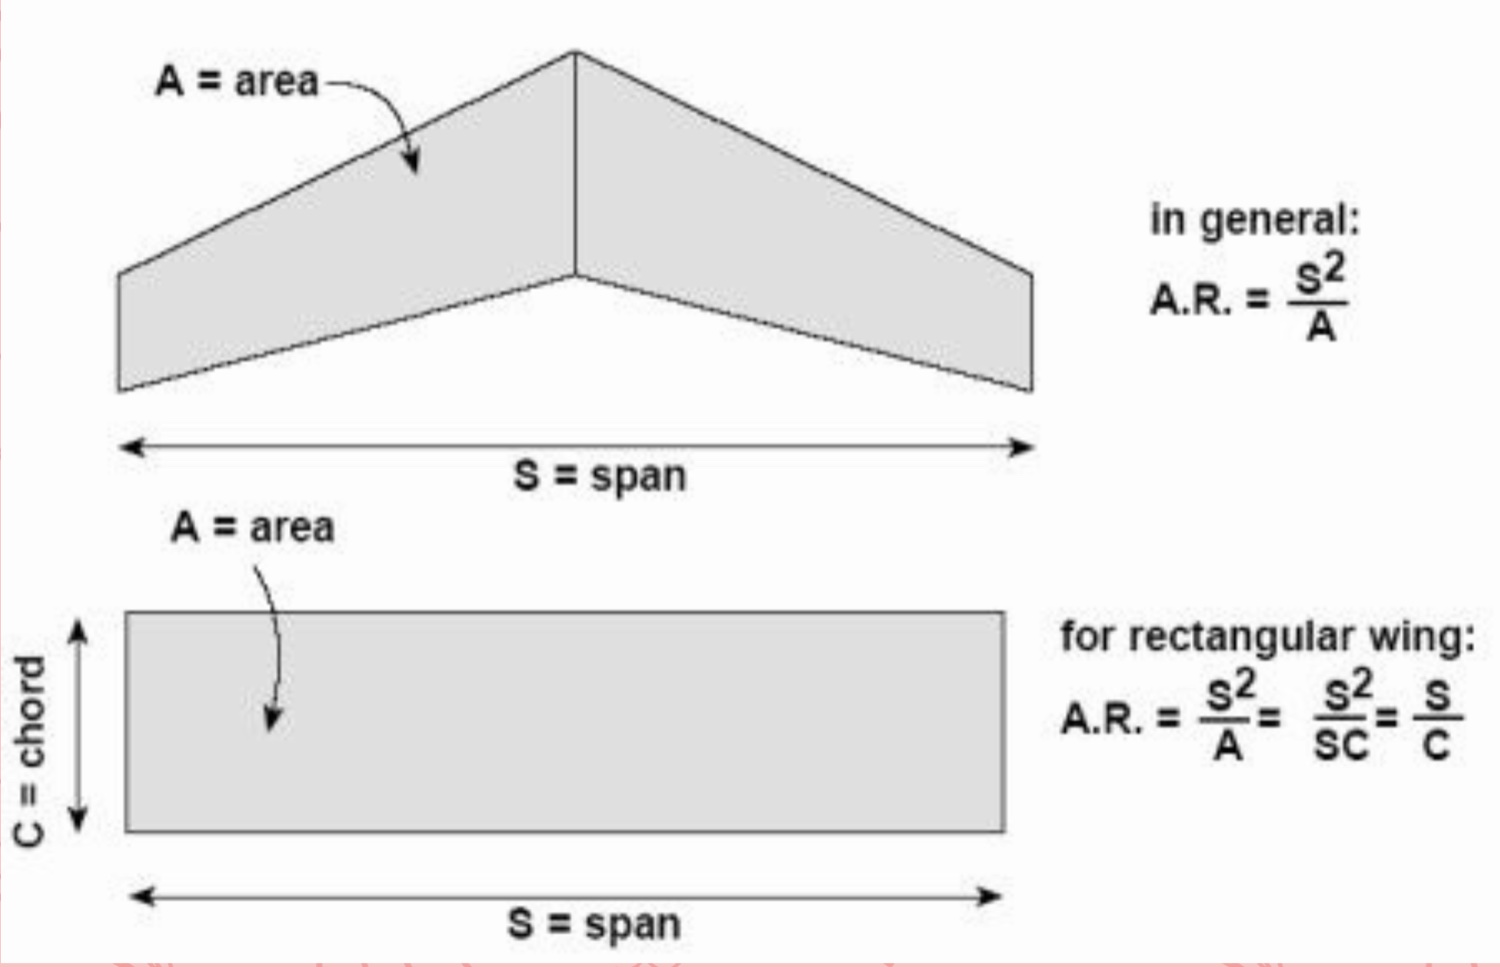 A = area
in general:
A.R. = S²/A
S = span
A = area
C = chord
for rectangular wing:
A.R. = S²/A = S²/SC = S/C
S = span